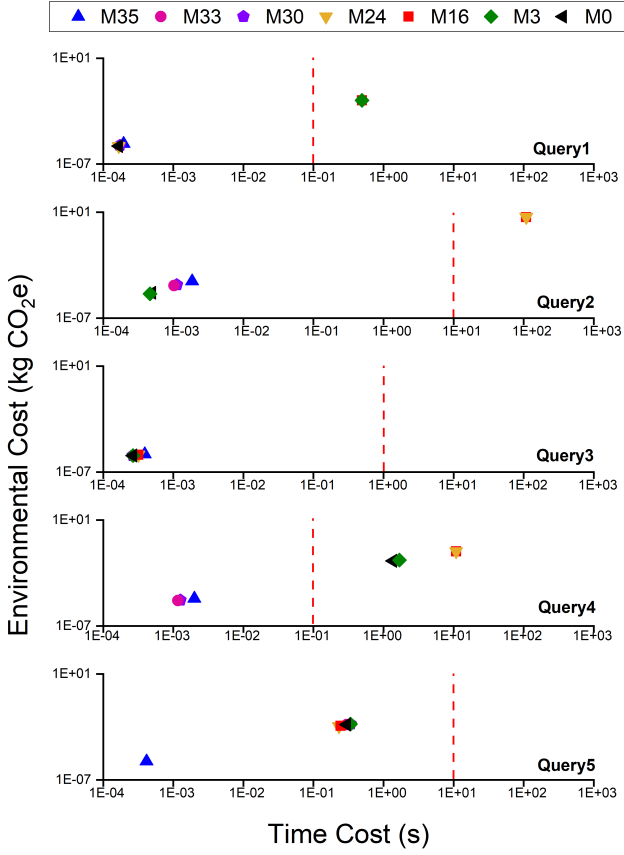 M35 M33 M30 M24 M16 M3 M0
1E+01
1E-07
Query1
1E-04 1E-03 1E-02 1E-01 1E+00 1E+01 1E+02 1E+03
1E+01
1E-07
Query2
1E-04 1E-03 1E-02 1E-01 1E+00 1E+01 1E+02 1E+03
1E+01
1E-07
Query3
1E-04 1E-03 1E-02 1E-01 1E+00 1E+01 1E+02 1E+03
1E+01
1E-07
Query4
1E-04 1E-03 1E-02 1E-01 1E+00 1E+01 1E+02 1E+03
1E+01
1E-07
Query5
1E-04 1E-03 1E-02 1E-01 1E+00 1E+01 1E+02 1E+03
Environmental Cost (kg CO₂e)
Time Cost (s)